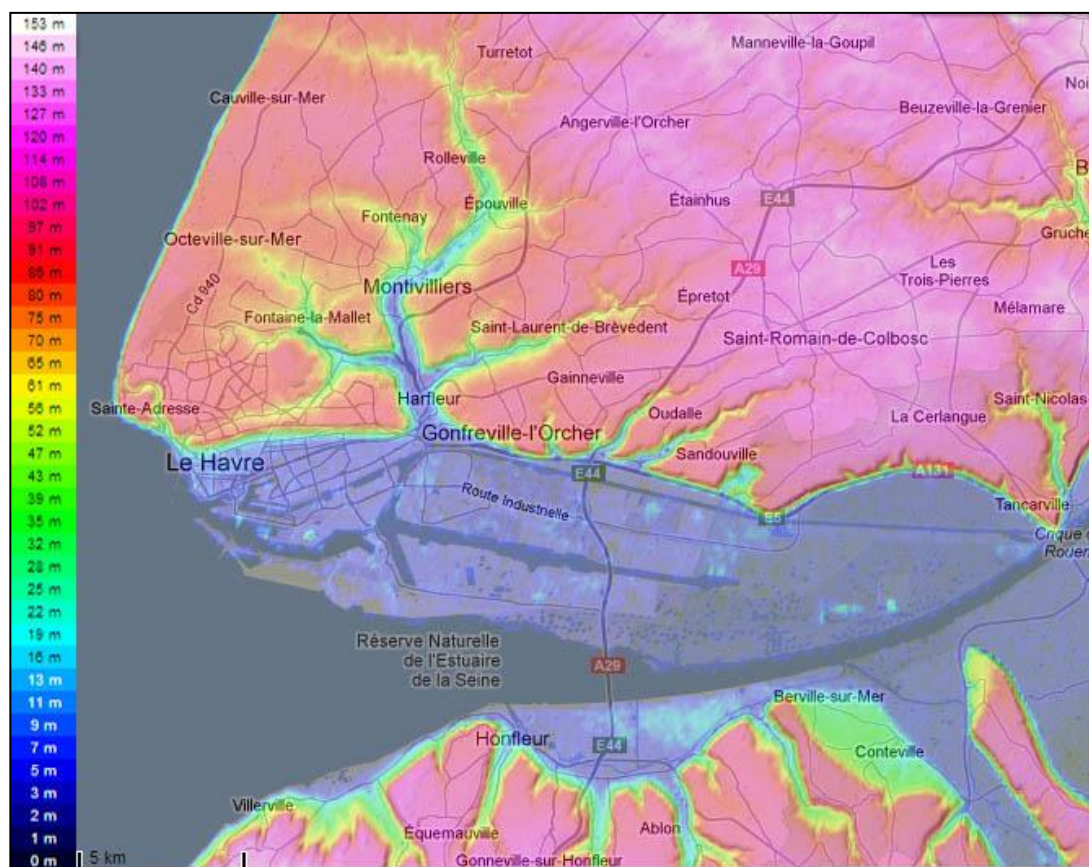 153 m
146 m
140 m
133 m
127 m
120 m
114 m
108 m
102 m
97 m
91 m
86 m
80 m
75 m
70 m
65 m
61 m
56 m
52 m
47 m
43 m
39 m
35 m
32 m
28 m
25 m
22 m
19 m
16 m
13 m
11 m
9 m
7 m
5 m
3 m
2 m
1 m
0 m
5 km
Manneville-la-Goupil
Turretot
Cauville-sur-Mer
Beuzeville-la-Grenier
Angerville-l'Orcher
Rolleville
Épouville
Étainhus
E44
Fontenay
Octeville-sur-Mer
Gruche
Les
Trois-Pierres
A29
Montivilliers
Cd 940
Épretot
Mélamare
Fontaine-la-Mallet
Saint-Laurent-de-Brèvedent
Saint-Romain-de-Colbosc
Gainneville
Harfleur
Saint-Nicolas
Sainte-Adresse
Oudalle
La Cerlangue
Gonfreville-l'Orcher
Sandouville
Le Havre
E44
A131
Route Industrielle
E5
Tancarville
Crique
Rouen
Réserve Naturelle
de l'Estuaire
de la Seine
A29
Berville-sur-Mer
Honfleur
E44
Conteville
Villerville
Équemauville
Ablon
Gonneville-sur-Honfleur